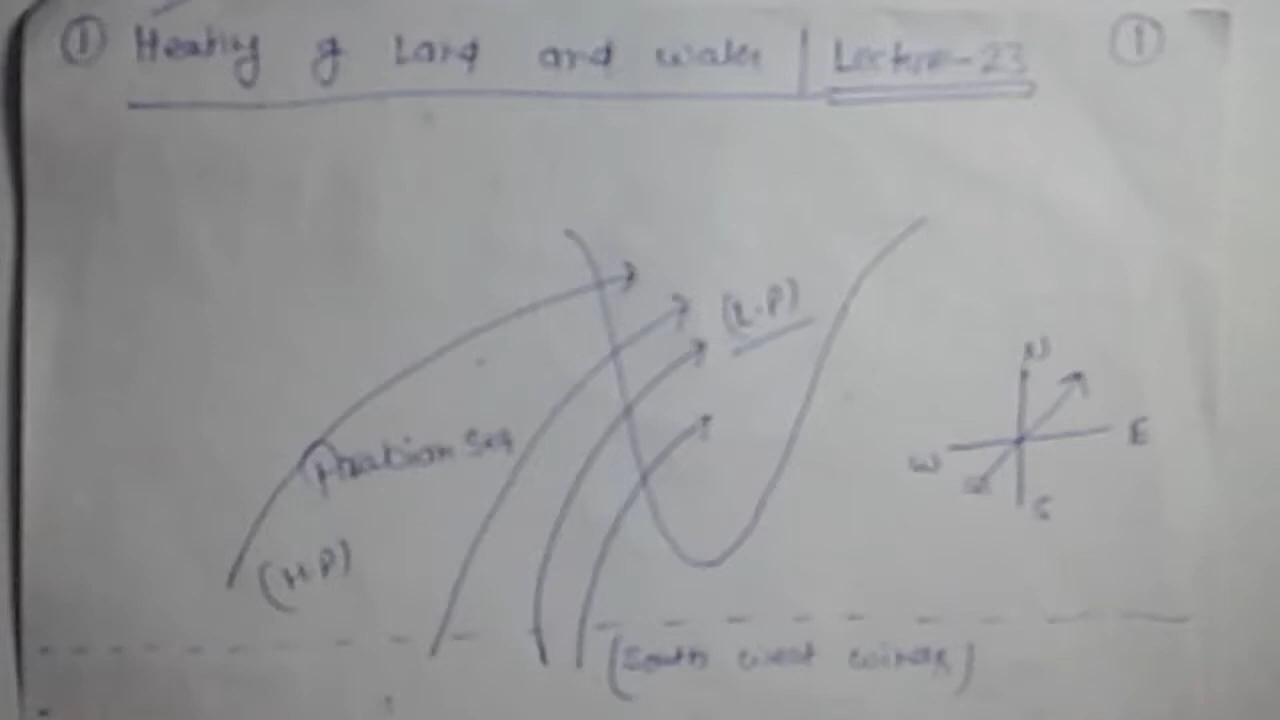 ① Heating of Land and water | Lecture-23 ①
(L.P)
N
Arabian Sea
E
W
S
(H.P)
(South west winds)